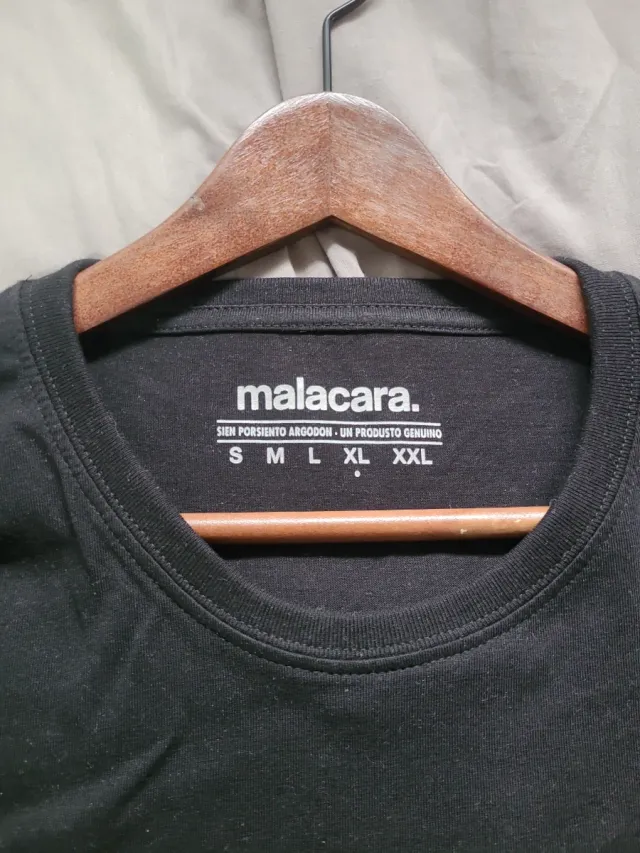 malacara.
SIEN PORSIENTO ARGODON · UN PRODUSTO GENUINO
S M L XL XXL